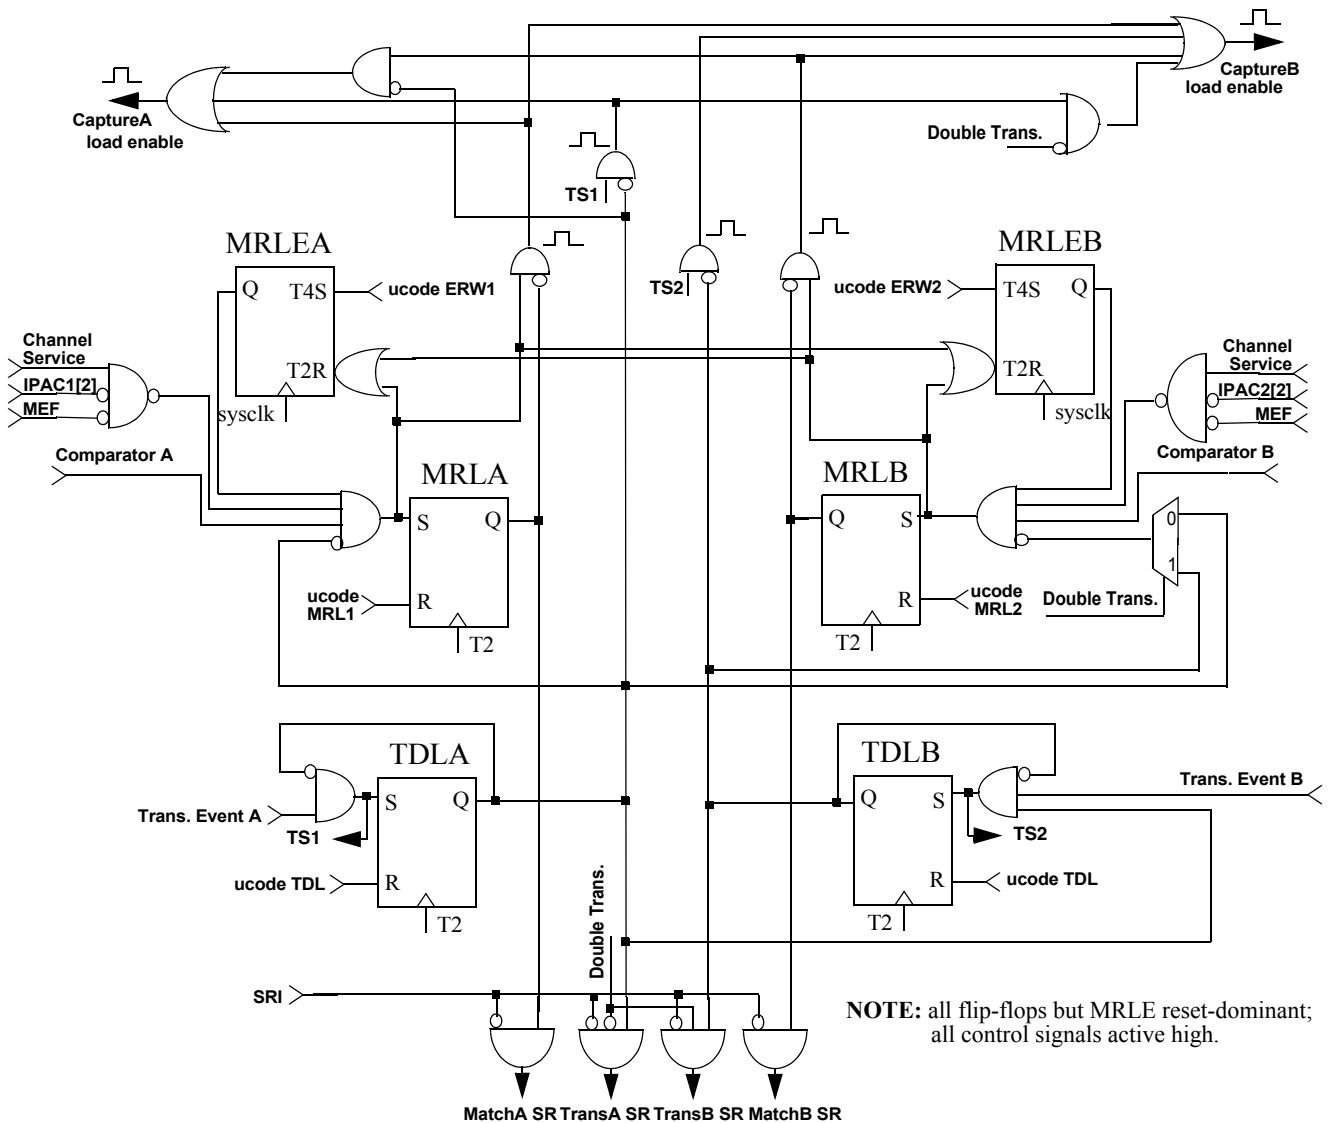 CaptureA
load enable
CaptureB
load enable
Double Trans.
TS1
TS2
MRLEA
MRLEB
Q
T4S
T2R
sysclk
ucode ERW1
ucode ERW2
T4S
Q
T2R
sysclk
Channel
Service
IPAC1[2]
MEF
Channel
Service
IPAC2[2]
MEF
Comparator A
Comparator B
MRLA
MRLB
S
Q
R
T2
ucode
MRL1
Q
S
R
T2
ucode
MRL2
0
1
Double Trans.
TDLA
TDLB
Trans. Event A
TS1
S
Q
R
T2
ucode TDL
Q
S
R
T2
Trans. Event B
TS2
ucode TDL
Double Trans.
SRI
NOTE: all flip-flops but MRLE reset-dominant;
all control signals active high.
MatchA SR TransA SR TransB SR MatchB SR